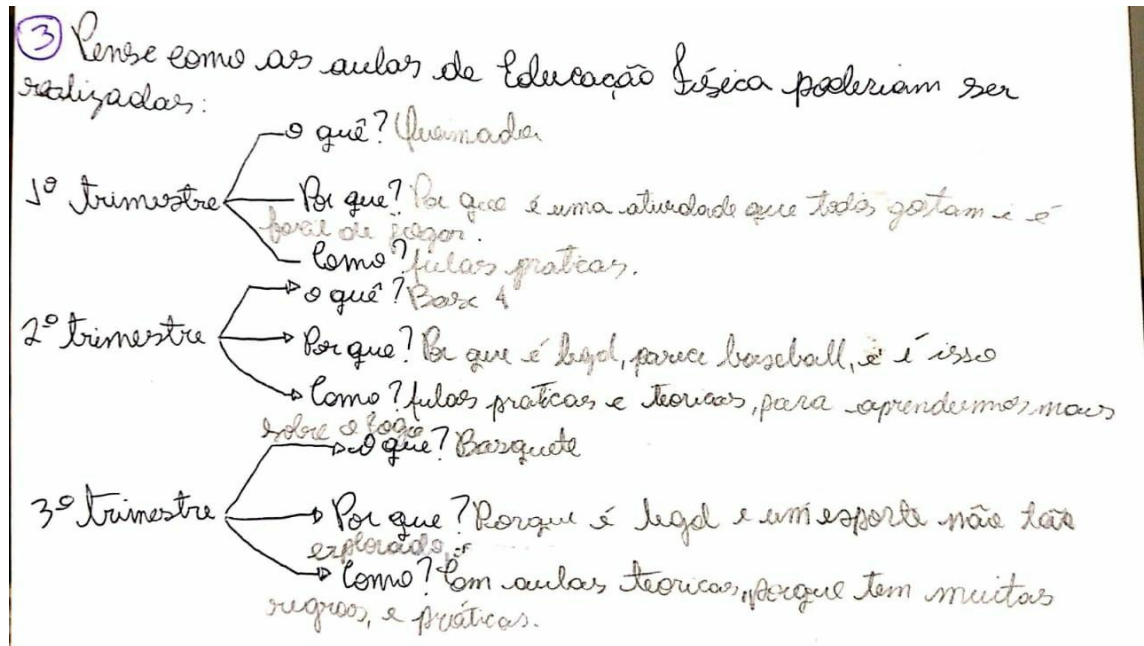 3 Pense como as aulas de Educação Física poderiam ser
realizadas:
o quê? Queimada
1º trimestre Por que? Por que é uma atividade que todos gostam e é
facil de jogar.
Como? Aulas praticas.
o quê? Base 4
2º trimestre Por que? Por que é legal, parece baseball, e é isso
Como? Aulas praticas e teoricas, para aprendermos mais
sobre o jogo
o que? Basquete
3º trimestre Por que? Porque é legal e um esporte não tão
explorado.
Como? Com aulas teoricas, porque tem muitas
regras, e práticas.